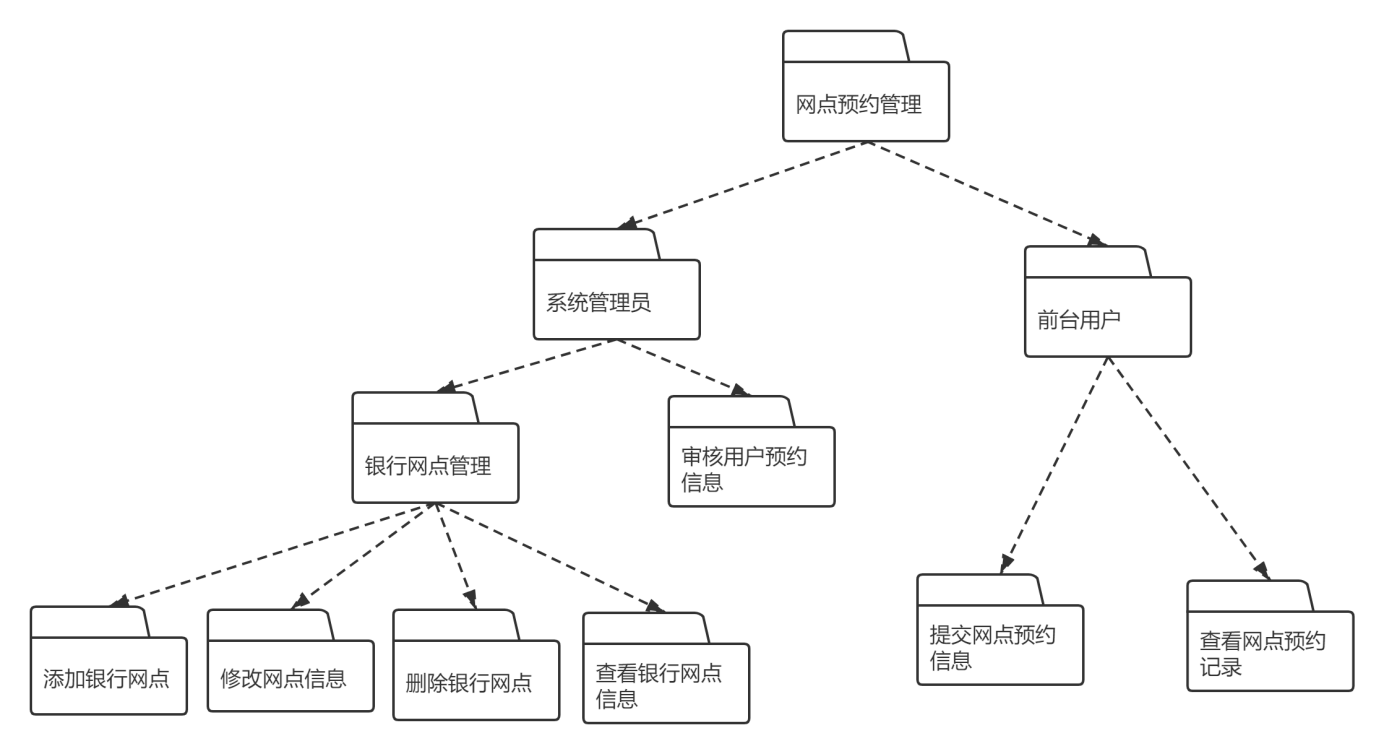 网点预约管理
系统管理员
前台用户
银行网点管理
审核用户预约
信息
添加银行网点
修改网点信息
删除银行网点
查看银行网点
信息
提交网点预约
信息
查看网点预约
记录